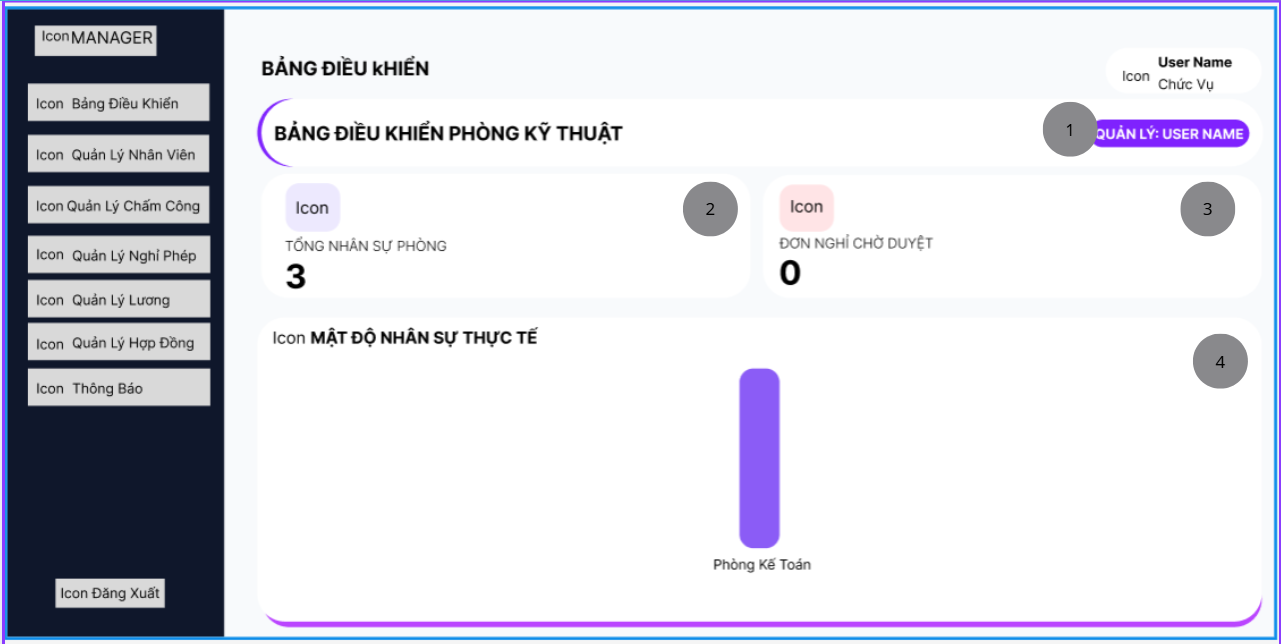 Icon MANAGER
Icon Bảng Điều Khiển
Icon Quản Lý Nhân Viên
Icon Quản Lý Chấm Công
Icon Quản Lý Nghỉ Phép
Icon Quản Lý Lương
Icon Quản Lý Hợp Đồng
Icon Thông Báo
Icon Đăng Xuất
BẢNG ĐIỀU kHIỂN
User Name
Icon
Chức Vụ
BẢNG ĐIỀU KHIỂN PHÒNG KỸ THUẬT
1
QUẢN LÝ: USER NAME
Icon
2
TỔNG NHÂN SỰ PHÒNG
3
Icon
3
ĐƠN NGHỈ CHỜ DUYỆT
0
Icon MẬT ĐỘ NHÂN SỰ THỰC TẾ
4
Phòng Kế Toán